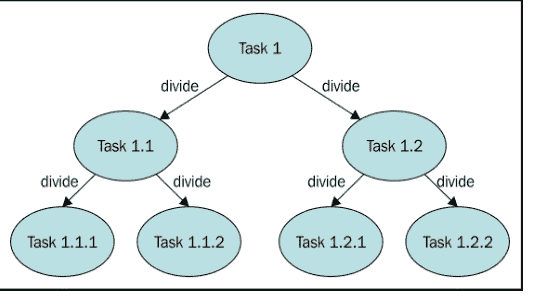 Task 1
divide
divide
Task 1.1
Task 1.2
divide
divide
divide
divide
Task 1.1.1
Task 1.1.2
Task 1.2.1
Task 1.2.2